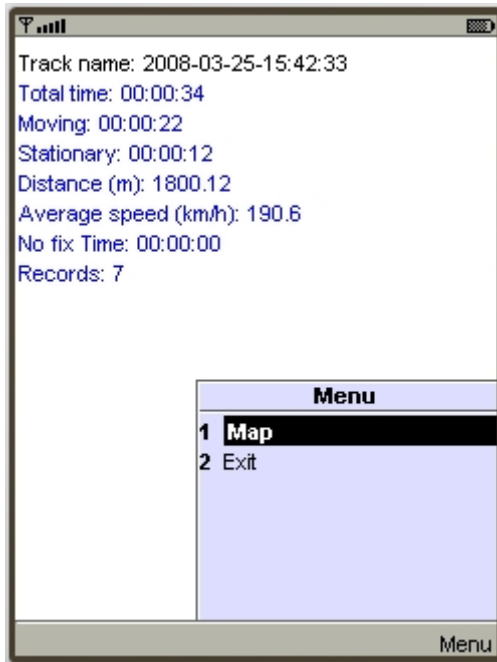 Track name: 2008-03-25-15:42:33
Total time: 00:00:34
Moving: 00:00:22
Stationary: 00:00:12
Distance (m): 1800.12
Average speed (km/h): 190.6
No fix Time: 00:00:00
Records: 7
Menu
1 Map
2 Exit
Menu